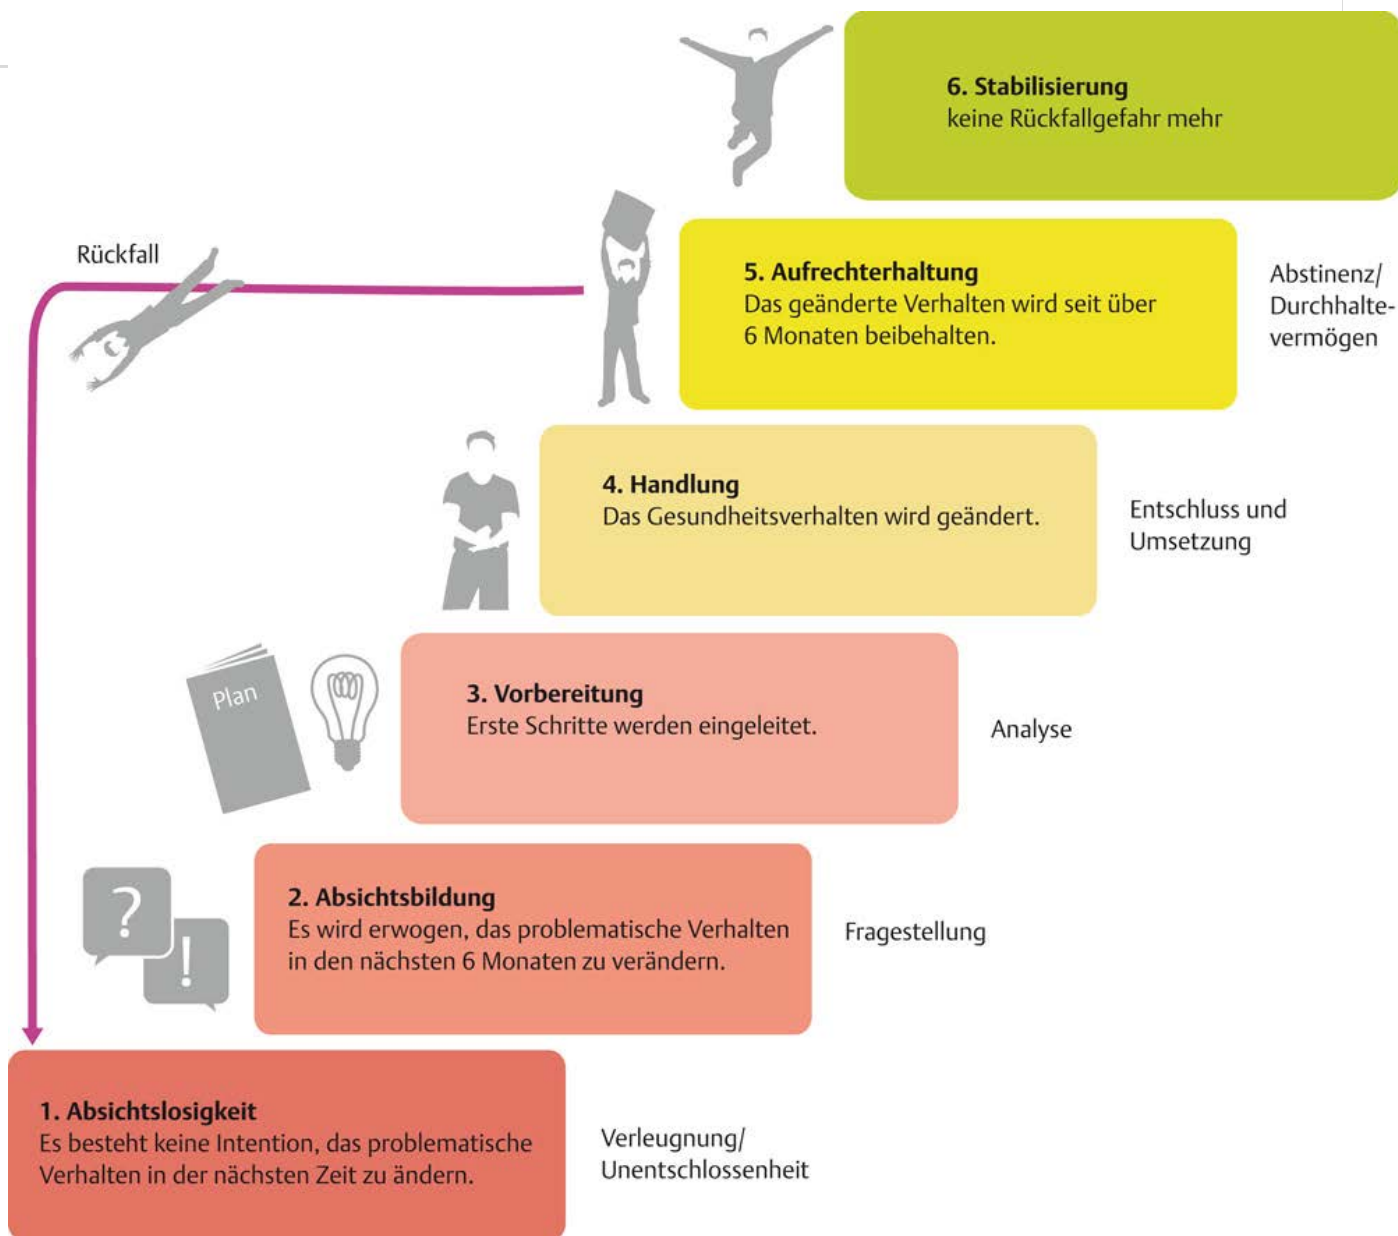 6. Stabilisierung
keine Rückfallgefahr mehr
Rückfall
5. Aufrechterhaltung
Das geänderte Verhalten wird seit über
6 Monaten beibehalten.
Abstinenz/
Durchhalte-
vermögen
4. Handlung
Das Gesundheitsverhalten wird geändert.
Entschluss und
Umsetzung
Plan
3. Vorbereitung
Erste Schritte werden eingeleitet.
Analyse
?
!
2. Absichtsbildung
Es wird erwogen, das problematische Verhalten
in den nächsten 6 Monaten zu verändern.
Fragestellung
1. Absichtslosigkeit
Es besteht keine Intention, das problematische
Verhalten in der nächsten Zeit zu ändern.
Verleugnung/
Unentschlossenheit